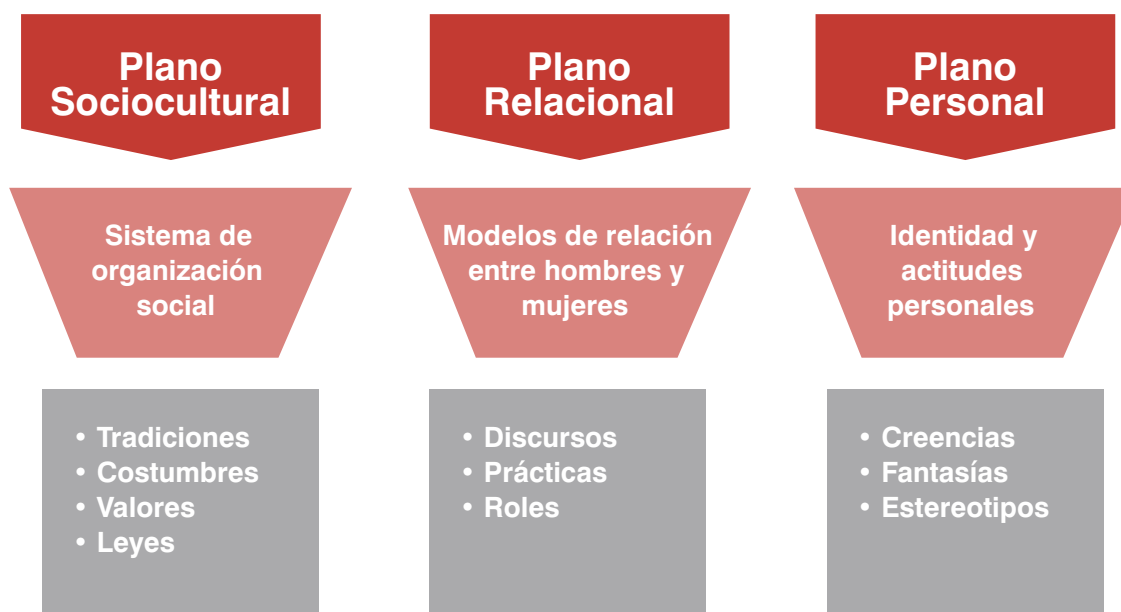 Plano
Sociocultural
Sistema de
organización
social
• Tradiciones
• Costumbres
• Valores
• Leyes
Plano
Relacional
Modelos de relación
entre hombres y
mujeres
• Discursos
• Prácticas
• Roles
Plano
Personal
Identidad y
actitudes
personales
• Creencias
• Fantasías
• Estereotipos